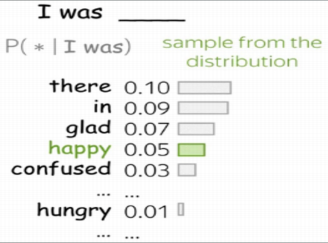 I was _____
P( * | I was) sample from the
distribution
there 0.10
in 0.09
glad 0.07
happy 0.05
confused 0.03
... ...
hungry 0.01
... ...